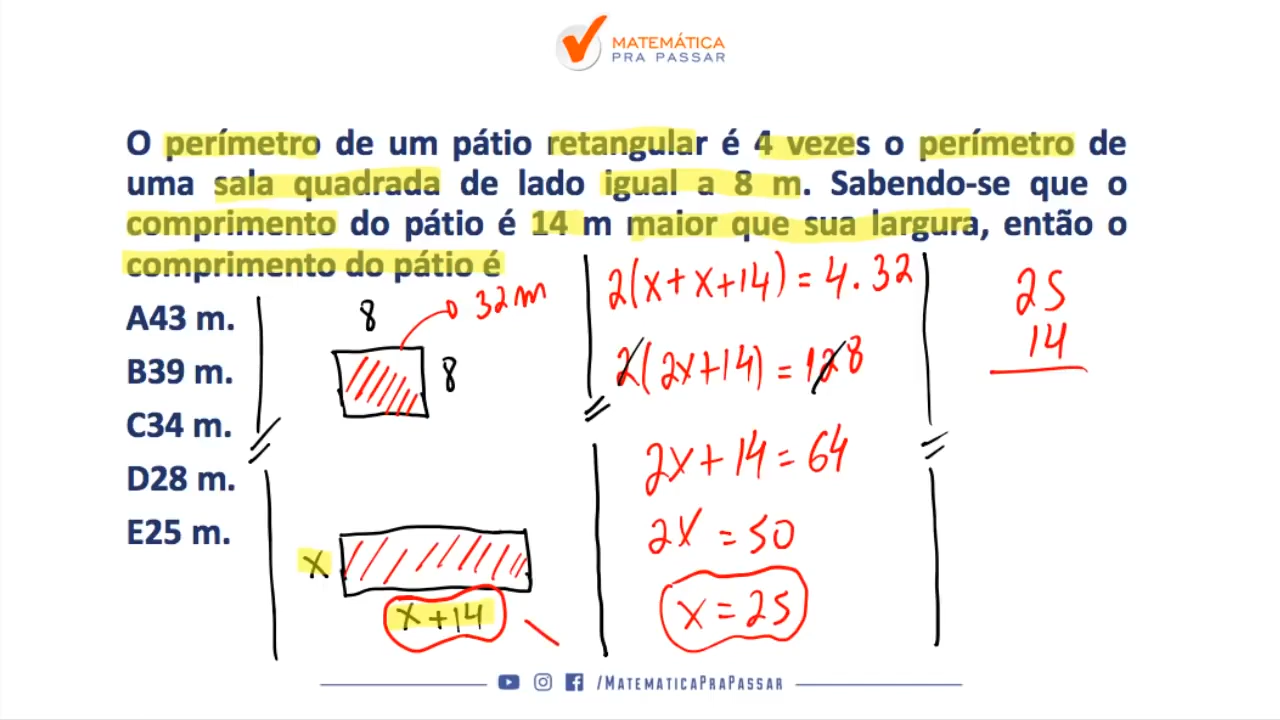 MATEMÁTICA
PRA PASSAR
O perímetro de um pátio retangular é 4 vezes o perímetro de
uma sala quadrada de lado igual a 8 m. Sabendo-se que o
comprimento do pátio é 14 m maior que sua largura, então o
comprimento do pátio é
A43 m.
B39 m.
C34 m.
D28 m.
E25 m.
8
32m
8
x
x+14
2(x+x+14)=4.32
2(2x+14)=128
2x+14=64
2x=50
x=25
25
14
/MatematicaPraPassar